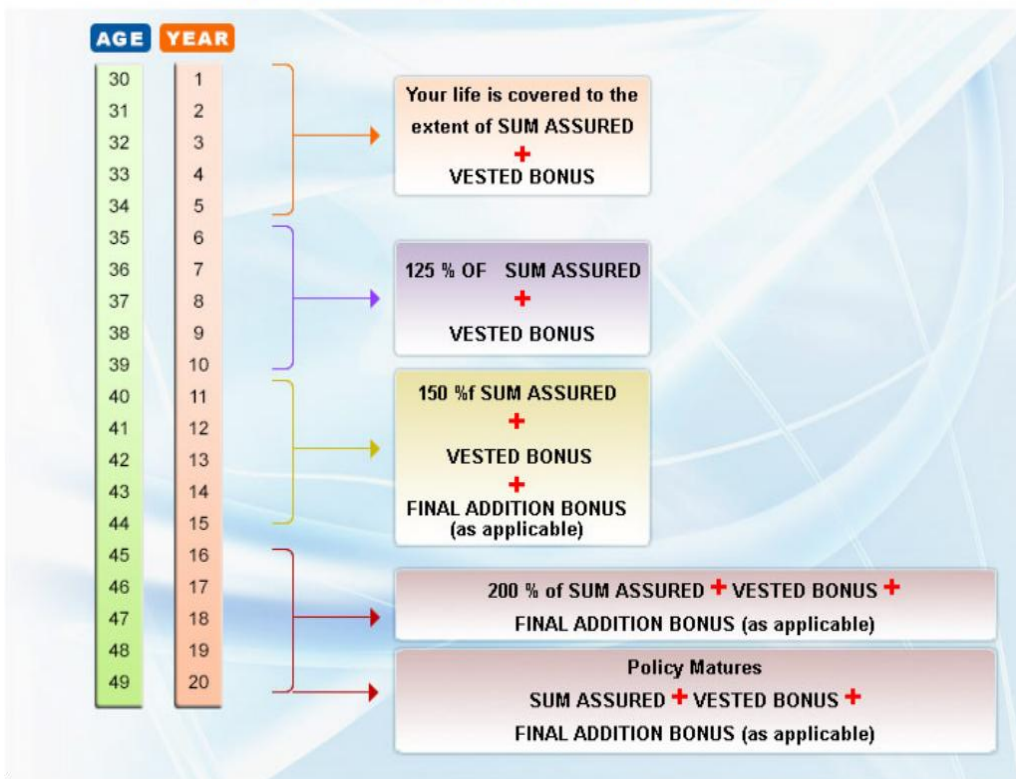 AGE YEAR
30 1
31 2
32 3
33 4
34 5
35 6
36 7
37 8
38 9
39 10
40 11
41 12
42 13
43 14
44 15
45 16
46 17
47 18
48 19
49 20
Your life is covered to the
extent of SUM ASSURED
+
VESTED BONUS
125 % OF SUM ASSURED
+
VESTED BONUS
150 %f SUM ASSURED
+
VESTED BONUS
+
FINAL ADDITION BONUS
(as applicable)
200 % of SUM ASSURED + VESTED BONUS +
FINAL ADDITION BONUS (as applicable)
Policy Matures
SUM ASSURED + VESTED BONUS +
FINAL ADDITION BONUS (as applicable)